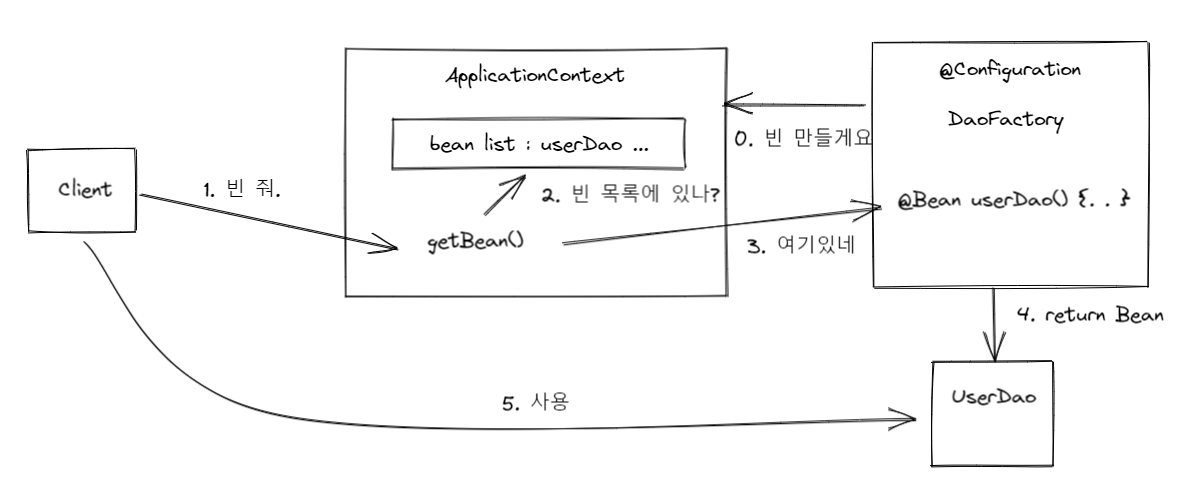 ApplicationContext
@Configuration
DaoFactory
bean list : userDao ...
0. 빈 만들게요
Client
1. 빈 줘.
2. 빈 목록에 있나?
@Bean userDao() {. . }
getBean()
3. 여기있네
4. return Bean
UserDao
5. 사용